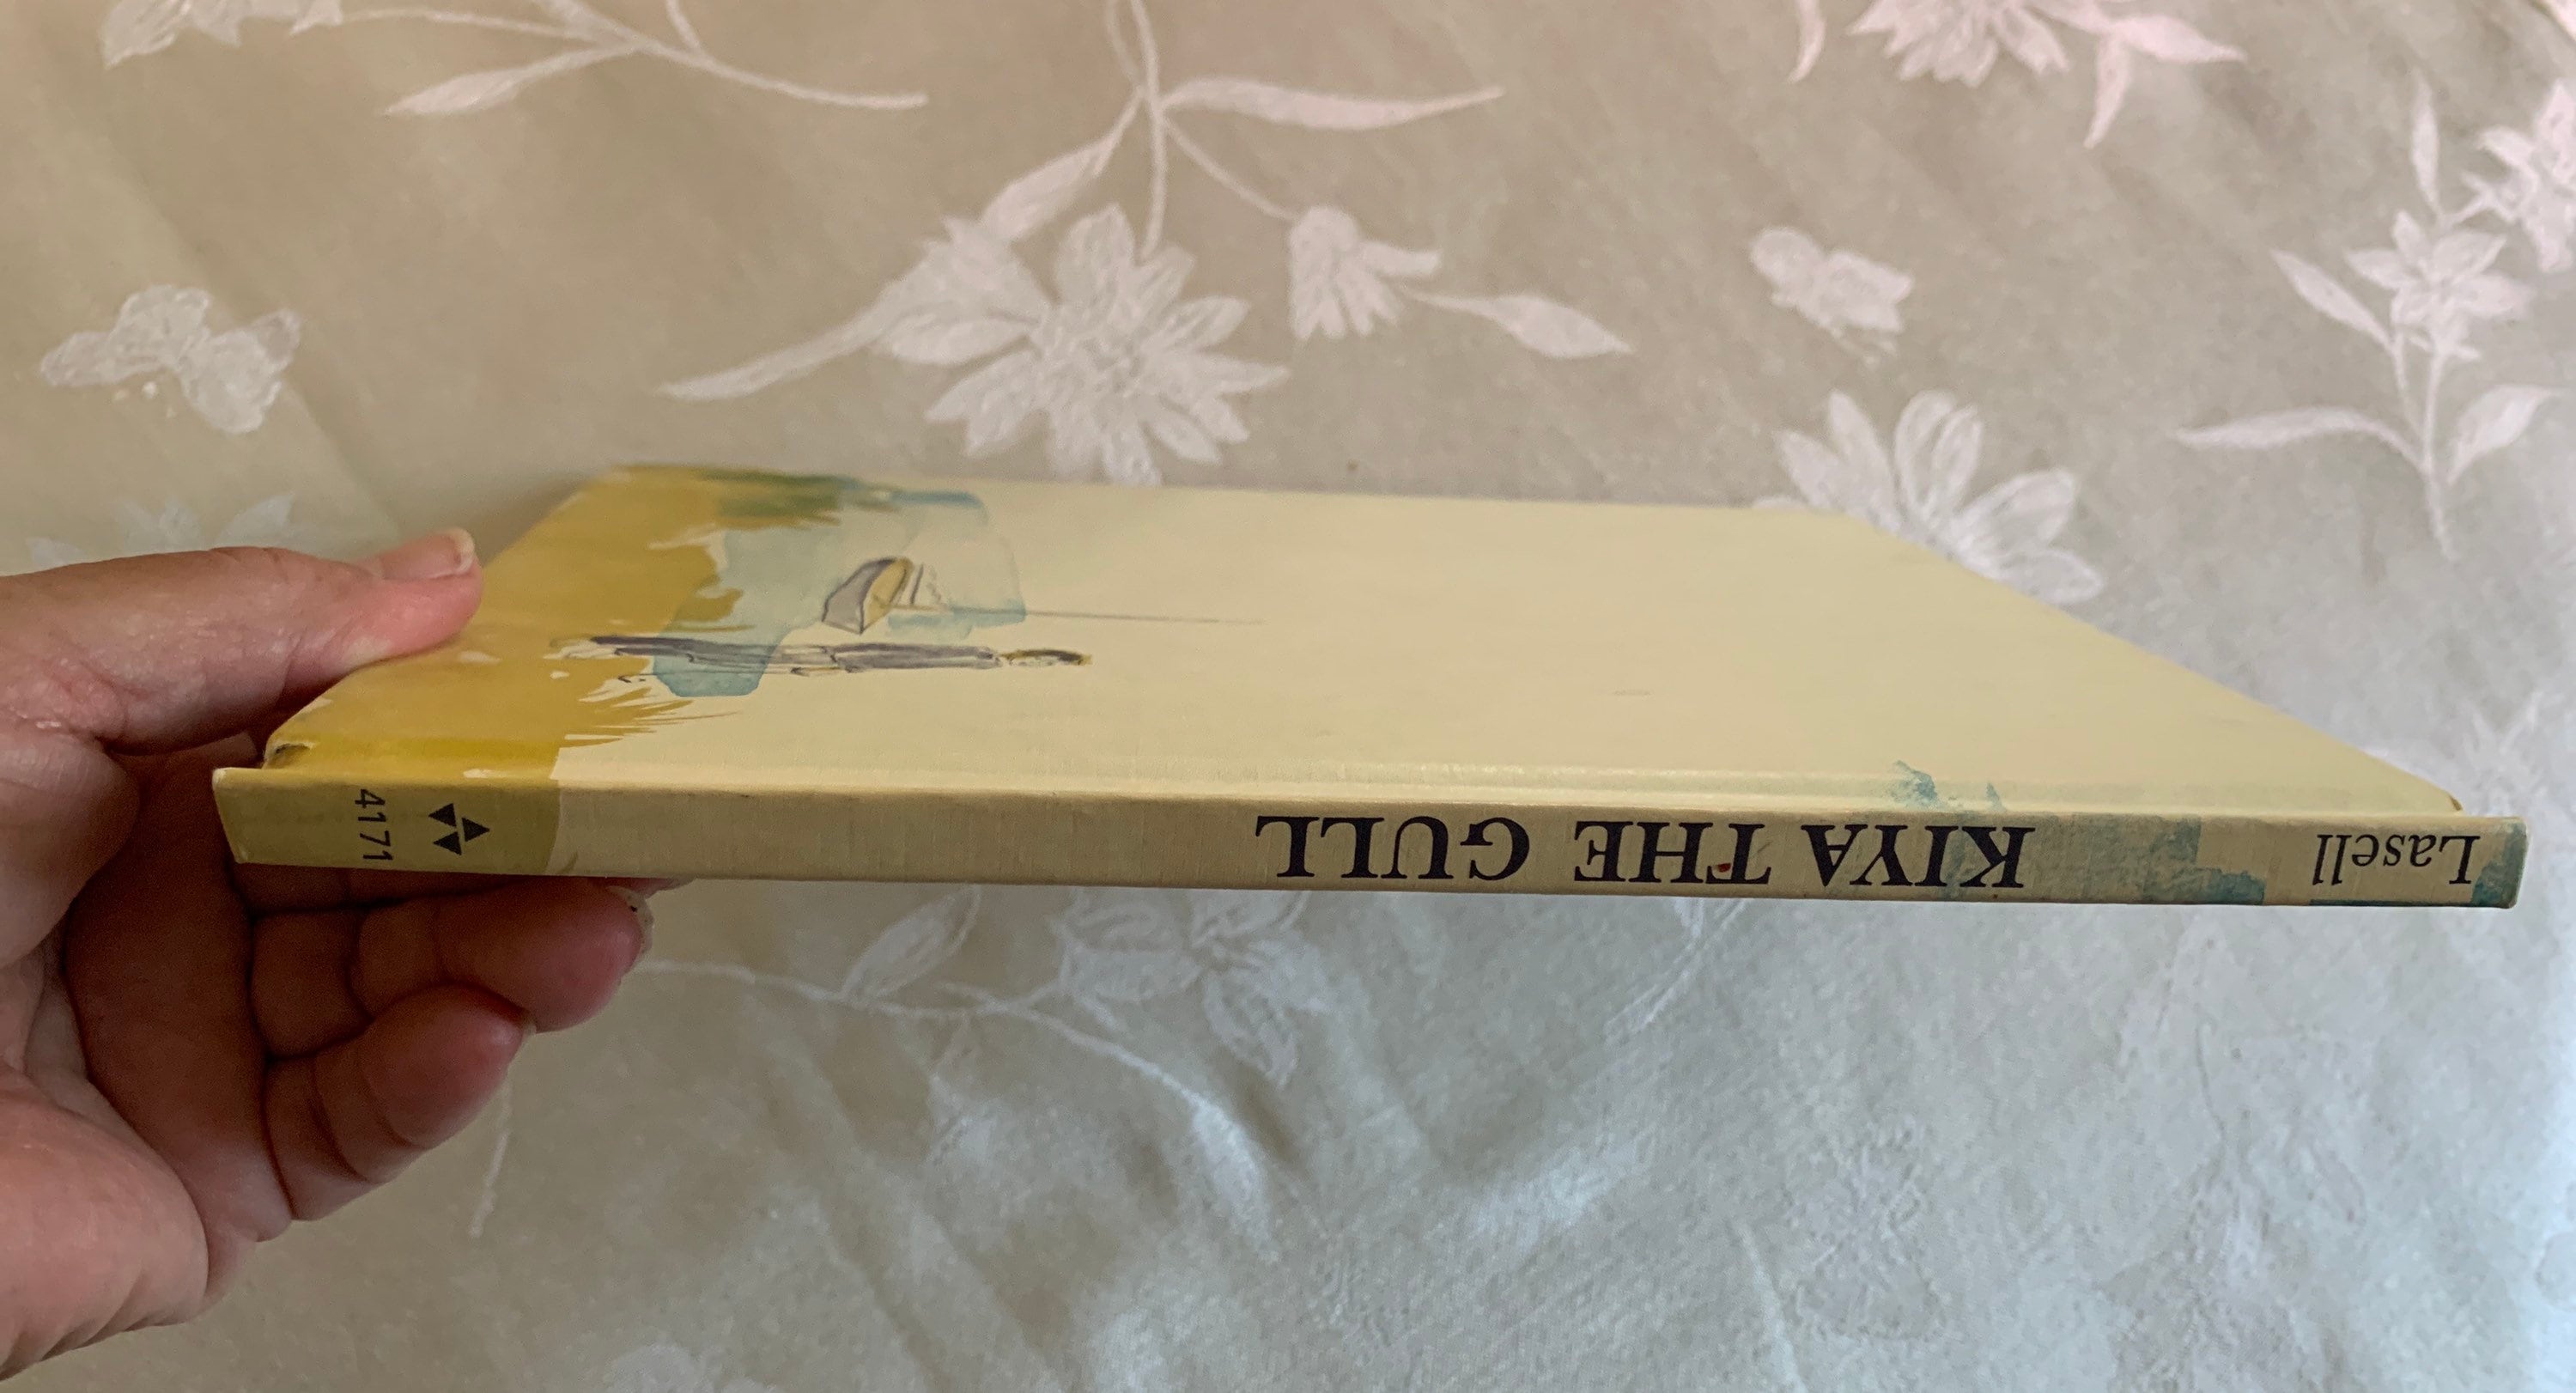 Lasell
KIYA THE GULL
4171